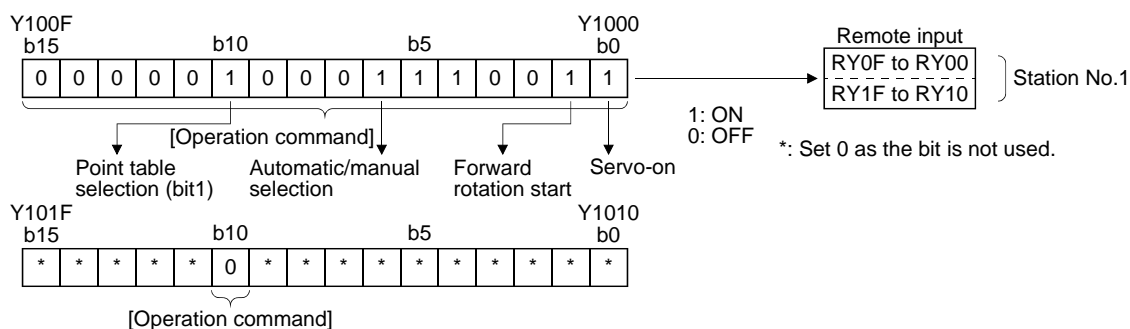 Y100F Y1000
b15 b10 b5 b0
0 0 0 0 0 1 0 0 0 1 1 1 0 0 1 1
[Operation command]
Point table
selection (bit1)
Automatic/manual
selection
Forward
rotation start
Servo-on
1: ON
0: OFF
Remote input
RY0F to RY00
RY1F to RY10
Station No.1
*: Set 0 as the bit is not used.
Y101F Y1010
b15 b10 b5 b0
* * * * * 0 * * * * * * * * * *
[Operation command]